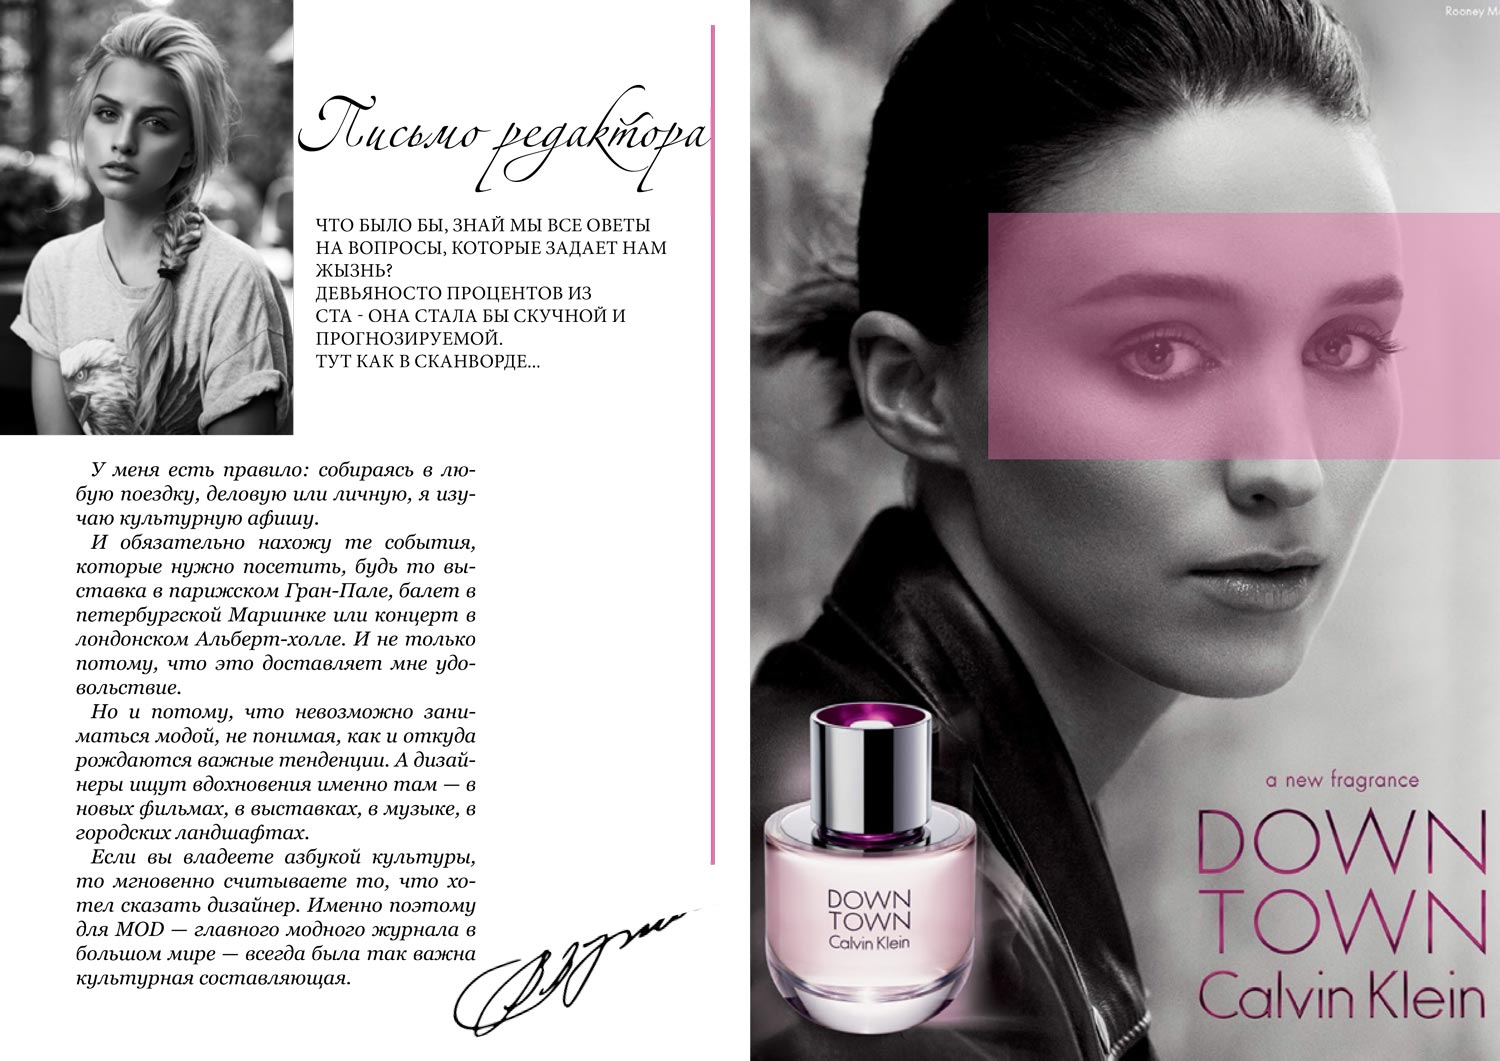 Письмо редактора
ЧТО БЫЛО БЫ, ЗНАЙ МЫ ВСЕ ОВЕТЫ
НА ВОПРОСЫ, КОТОРЫЕ ЗАДАЕТ НАМ
ЖЫЗНЬ?
ДЕВЬЯНОСТО ПРОЦЕНТОВ ИЗ
СТА - ОНА СТАЛА БЫ СКУЧНОЙ И
ПРОГНОЗИРУЕМОЙ.
ТУТ КАК В СКАНВОРДЕ...
У меня есть правило: собираясь в лю-
бую поездку, деловую или личную, я изу-
чаю культурную афишу.
И обязательно нахожу те события,
которые нужно посетить, будь то вы-
ставка в парижском Гран-Пале, балет в
петербургской Мариинке или концерт в
лондонском Альберт-холле. И не только
потому, что это доставляет мне удо-
вольствие.
Но и потому, что невозможно зани-
маться модой, не понимая, как и откуда
рождаются важные тенденции. А дизай-
неры ищут вдохновения именно там — в
новых фильмах, в выставках, в музыке, в
городских ландшафтах.
Если вы владеете азбукой культуры,
то мгновенно считываете то, что хо-
тел сказать дизайнер. Именно поэтому
для MOD — главного модного журнала в
большом мире — всегда была так важна
культурная составляющая.
Rooney
a new fragrance
DOWN
TOWN
Calvin Klein
DOWN
TOWN
Calvin Klein